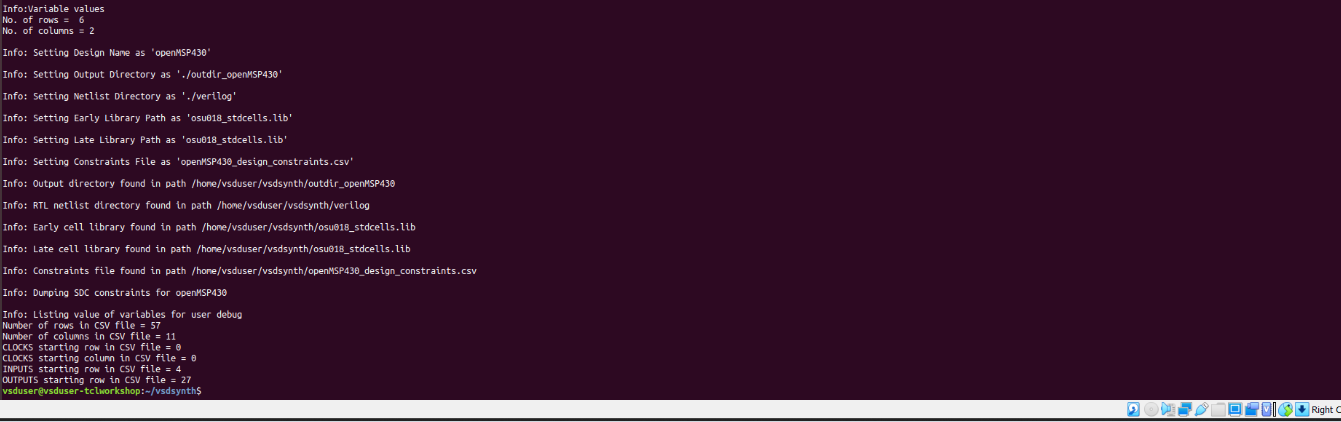 Info:Variable values
No. of rows =  6
No. of columns = 2
Info: Setting Design Name as 'openMSP430'
Info: Setting Output Directory as './outdir_openMSP430'
Info: Setting Netlist Directory as './verilog'
Info: Setting Early Library Path as 'osu018_stdcells.lib'
Info: Setting Late Library Path as 'osu018_stdcells.lib'
Info: Setting Constraints File as 'openMSP430_design_constraints.csv'
Info: Output directory found in path /home/vsduser/vsdsynth/outdir_openMSP430
Info: RTL netlist directory found in path /home/vsduser/vsdsynth/verilog
Info: Early cell library found in path /home/vsduser/vsdsynth/osu018_stdcells.lib
Info: Late cell library found in path /home/vsduser/vsdsynth/osu018_stdcells.lib
Info: Constraints file found in path /home/vsduser/vsdsynth/openMSP430_design_constraints.csv
Info: Dumping SDC constraints for openMSP430
Info: Listing value of variables for user debug
Number of rows in CSV file = 57
Number of columns in CSV file = 11
CLOCKS starting row in CSV file = 0
CLOCKS starting column in CSV file = 0
INPUTS starting row in CSV file = 4
OUTPUTS starting row in CSV file = 27
vsduser@vsduser-tclworkshop:~/vsdsynth$
Right C